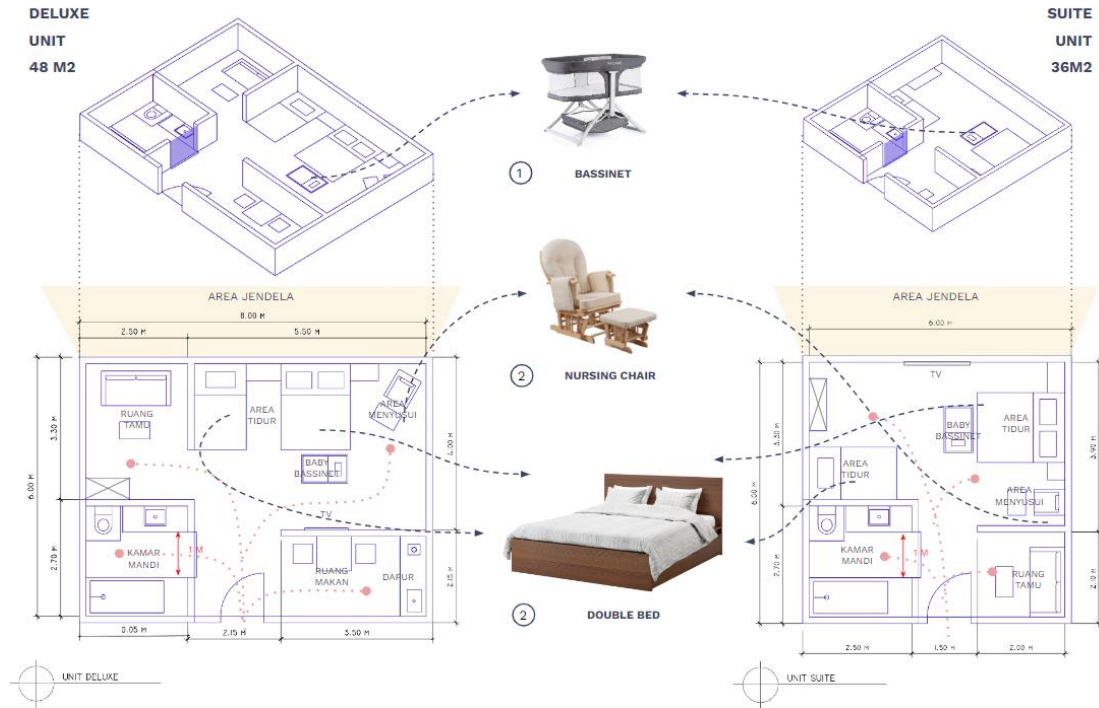 DELUXE
UNIT
48 M2
SUITE
UNIT
36M2
1 BASSINET
AREA JENDELA
8.00 M
2.50 M
5.50 M
2 NURSING CHAIR
AREA JENDELA
6.00 M
RUANG
TAMU
AREA
TIDUR
AREA
MENYUSUI
BABY
BASSINET
3.30 M
6.00 M
2.70 M
4.00 M
2.15 M
TV
KAMAR
MANDI
1 M
RUANG
MAKAN
DAPUR
0.05 M
2.15 M
3.50 M
UNIT DELUXE
2 DOUBLE BED
TV
AREA
TIDUR
BABY
BASSINET
AREA
TIDUR
AREA
MENYUSUI
3.30 M
6.00 M
2.70 M
3.90 M
2.10 M
KAMAR
MANDI
1 M
RUANG
TAMU
2.50 M
1.50 M
2.00 M
UNIT SUITE